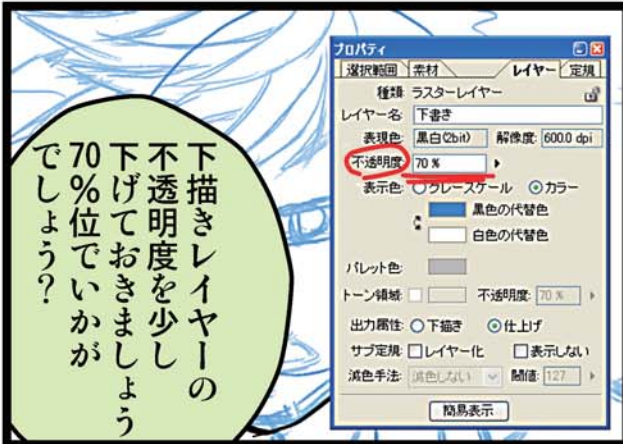 下描きレイヤーの
不透明度を少し
下げておきましょう
70%位でいかが
でしょう?
プロパティ
選択範囲 素材 レイヤー 定規
種類: ラスターレイヤー
レイヤー名: 下書き
表現色: 黒白(2bit) 解像度: 600.0 dpi
不透明度: 70 %
表示色: グレースケール カラー
黒色の代替色
白色の代替色
パレット色:
トーン領域: 不透明度: 70 %
出力属性: 下描き 仕上げ
サブ定規: レイヤー化 表示しない
減色手法: 減色しない 閾値: 127
簡易表示